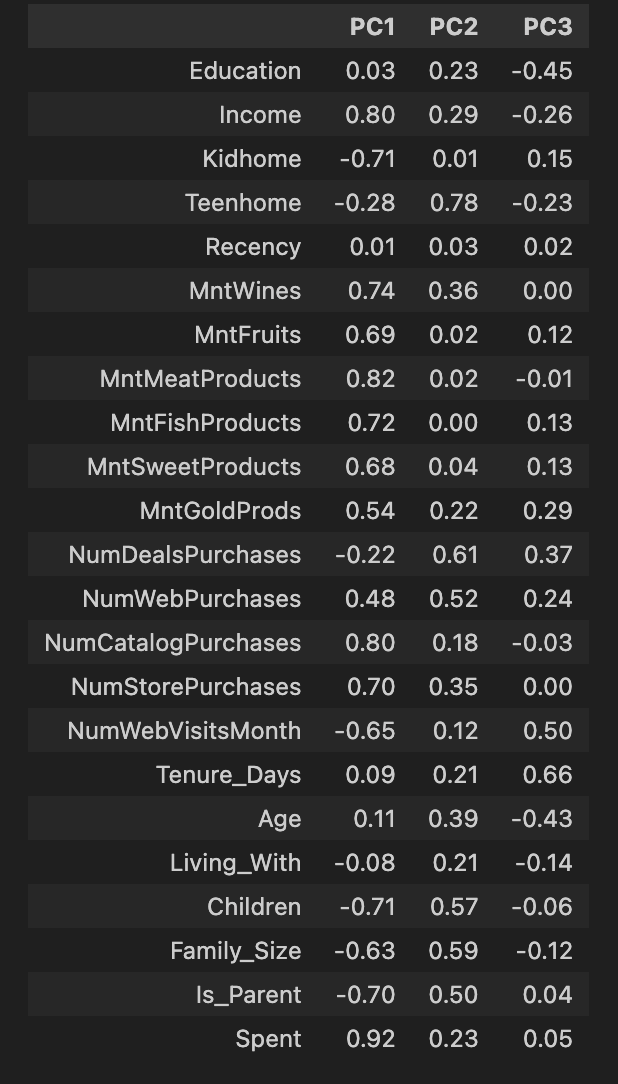 PC1 PC2 PC3
Education 0.03 0.23 -0.45
Income 0.80 0.29 -0.26
Kidhome -0.71 0.01 0.15
Teenhome -0.28 0.78 -0.23
Recency 0.01 0.03 0.02
MntWines 0.74 0.36 0.00
MntFruits 0.69 0.02 0.12
MntMeatProducts 0.82 0.02 -0.01
MntFishProducts 0.72 0.00 0.13
MntSweetProducts 0.68 0.04 0.13
MntGoldProds 0.54 0.22 0.29
NumDealsPurchases -0.22 0.61 0.37
NumWebPurchases 0.48 0.52 0.24
NumCatalogPurchases 0.80 0.18 -0.03
NumStorePurchases 0.70 0.35 0.00
NumWebVisitsMonth -0.65 0.12 0.50
Tenure_Days 0.09 0.21 0.66
Age 0.11 0.39 -0.43
Living_With -0.08 0.21 -0.14
Children -0.71 0.57 -0.06
Family_Size -0.63 0.59 -0.12
Is_Parent -0.70 0.50 0.04
Spent 0.92 0.23 0.05